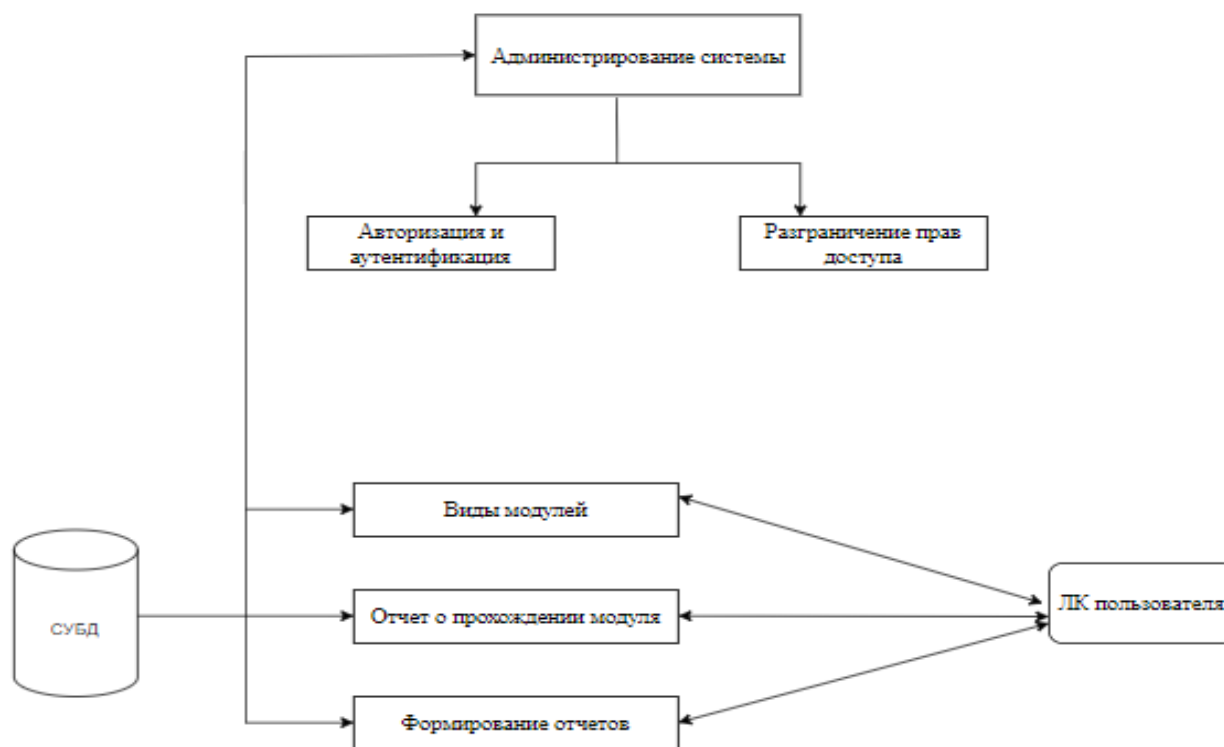 Администрирование системы
Авторизация и
аутентификация
Разграничение прав
доступа
Виды модулей
ЛК пользователя
Отчет о прохождении модуля
СУБД
Формирование отчетов